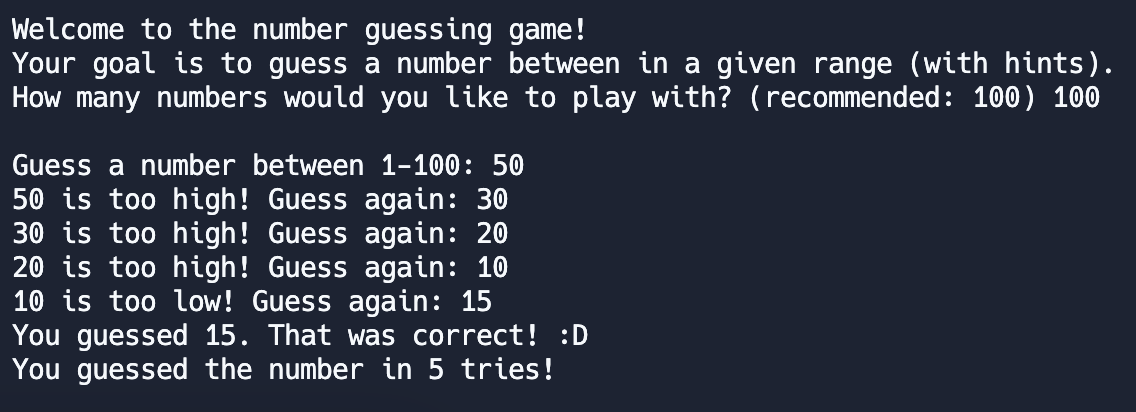 Welcome to the number guessing game!
Your goal is to guess a number between in a given range (with hints).
How many numbers would you like to play with? (recommended: 100) 100
Guess a number between 1-100: 50
50 is too high! Guess again: 30
30 is too high! Guess again: 20
20 is too high! Guess again: 10
10 is too low! Guess again: 15
You guessed 15. That was correct! :D
You guessed the number in 5 tries!